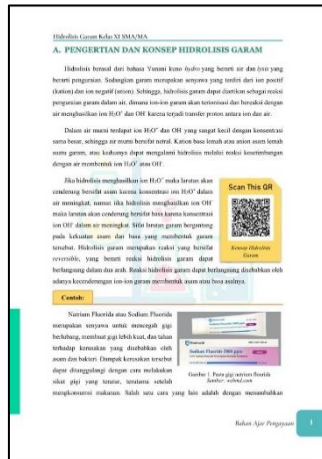 Hidrolisis Garam Kelas XI SMA/MA
A. PENGERTIAN DAN KONSEP HIDROLISIS GARAM
Hidrolisis berasal dari bahasa Yunani kuno hydro yang berarti air dan lysis yang
berarti penguraian. Sedangkan garam merupakan senyawa yang terdiri dari ion positif
(kation) dan ion negatif (anion). Sehingga, hidrolisis garam dapat diartikan sebagai reaksi
penguraian garam dalam air, dimana ion-ion garam akan terionisasi dan bereaksi dengan
air menghasilkan ion H₃O⁺ dan OH⁻ karena terjadi transfer proton antara ion dan air.
Dalam air murni terdapat ion H₃O⁺ dan OH⁻ yang sangat kecil dengan konsentrasi
sama besar, sehingga air murni bersifat netral. Kation basa lemah atau anion asam lemah
suatu garam, atau keduanya dapat mengalami hidrolisis melalui reaksi kesetimbangan
dengan air membentuk ion H₃O⁺ atau OH⁻.
Jika hidrolisis menghasilkan ion H₃O⁺ maka larutan akan
cenderung bersifat asam karena konsentrasi ion H₃O⁺ dalam
air meningkat, namun jika hidrolisis menghasilkan ion OH⁻
maka larutan akan cenderung bersifat basa karena konsentrasi
ion OH⁻ dalam air meningkat. Sifat larutan garam bergantung
pada kekuatan asam dan basa yang membentuk garam
tersebut. Hidrolisis garam merupakan reaksi yang bersifat
reversible, yang berarti reaksi hidrolisis garam dapat
berlangsung dalam dua arah. Reaksi hidrolisis garam dapat berlangsung disebabkan oleh
adanya kecenderungan ion-ion garam membentuk asam atau basa asalnya.
Scan This QR
Konsep Hidrolisis
Garam
Contoh:
Natrium Fluorida atau Sodium Fluoride
merupakan senyawa untuk mencegah gigi
berlubang, membuat gigi lebih kuat, dan tahan
terhadap kerusakan yang disebabkan oleh
asam dan bakteri. Dampak kerusakan tersebut
dapat ditanggulangi dengan cara melakukan
sikat gigi yang teratur, terutama setelah
mengkonsumsi makanan. Salah satu cara yang lain adalah dengan menambahkan
Sodium Fluoride 5000 ppm
Gambar 1. Pasta gigi natrium flourida
Sumber: webmd.com
Bahan Ajar Pengayaan
1